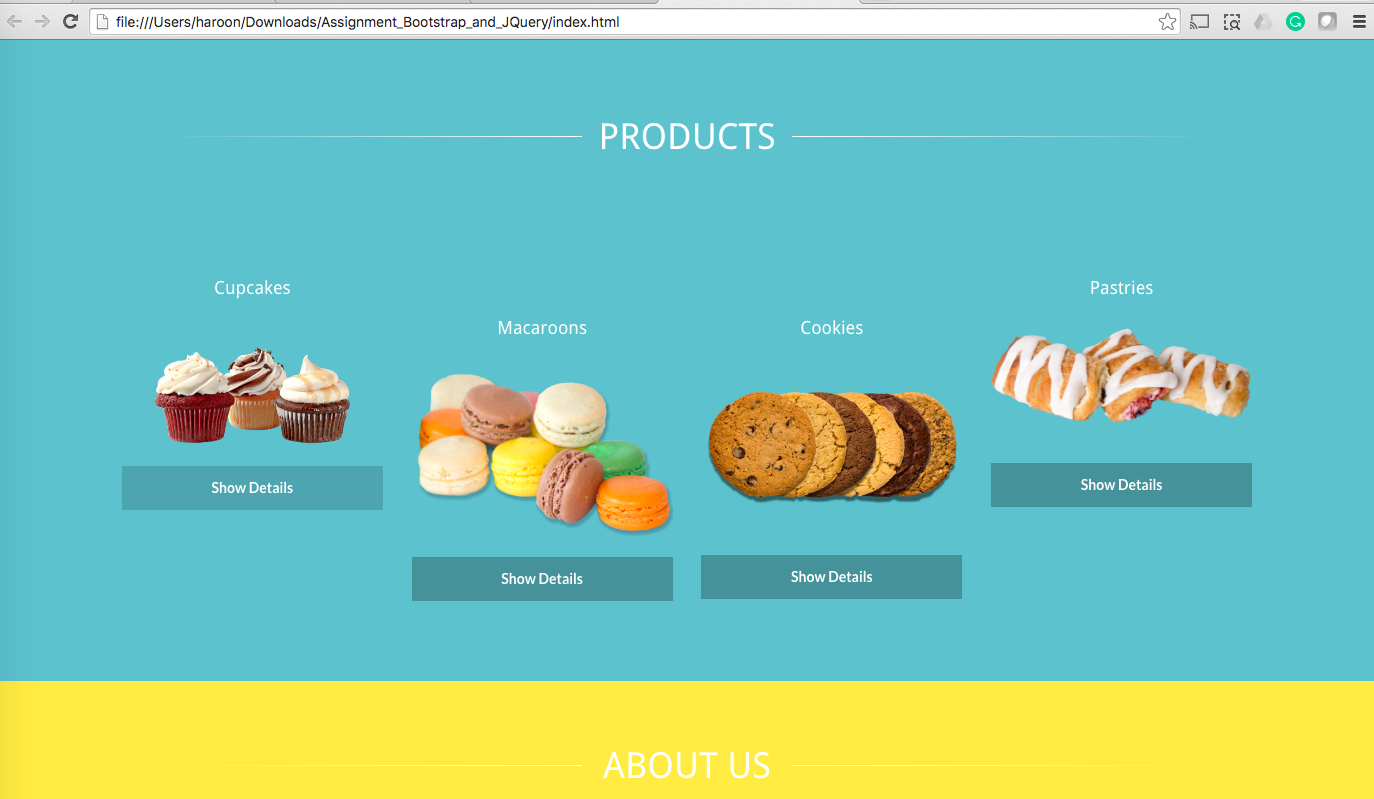 file:///Users/haroon/Downloads/Assignment_Bootstrap_and_JQuery/index.html
PRODUCTS
Cupcakes
Macaroons
Cookies
Pastries
Show Details
Show Details
Show Details
Show Details
ABOUT US